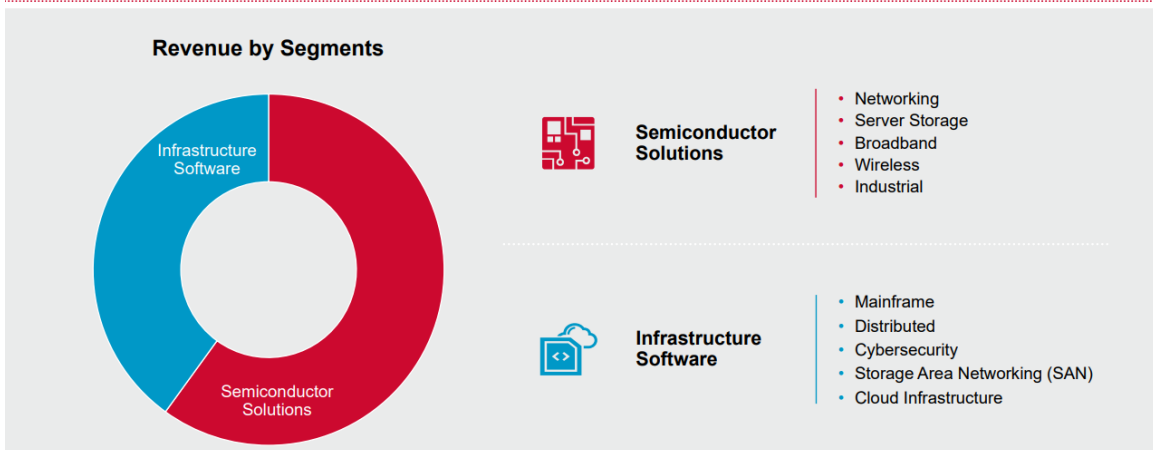 Revenue by Segments
Infrastructure
Software
Semiconductor
Solutions
Semiconductor
Solutions
• Networking
• Server Storage
• Broadband
• Wireless
• Industrial
Infrastructure
Software
• Mainframe
• Distributed
• Cybersecurity
• Storage Area Networking (SAN)
• Cloud Infrastructure